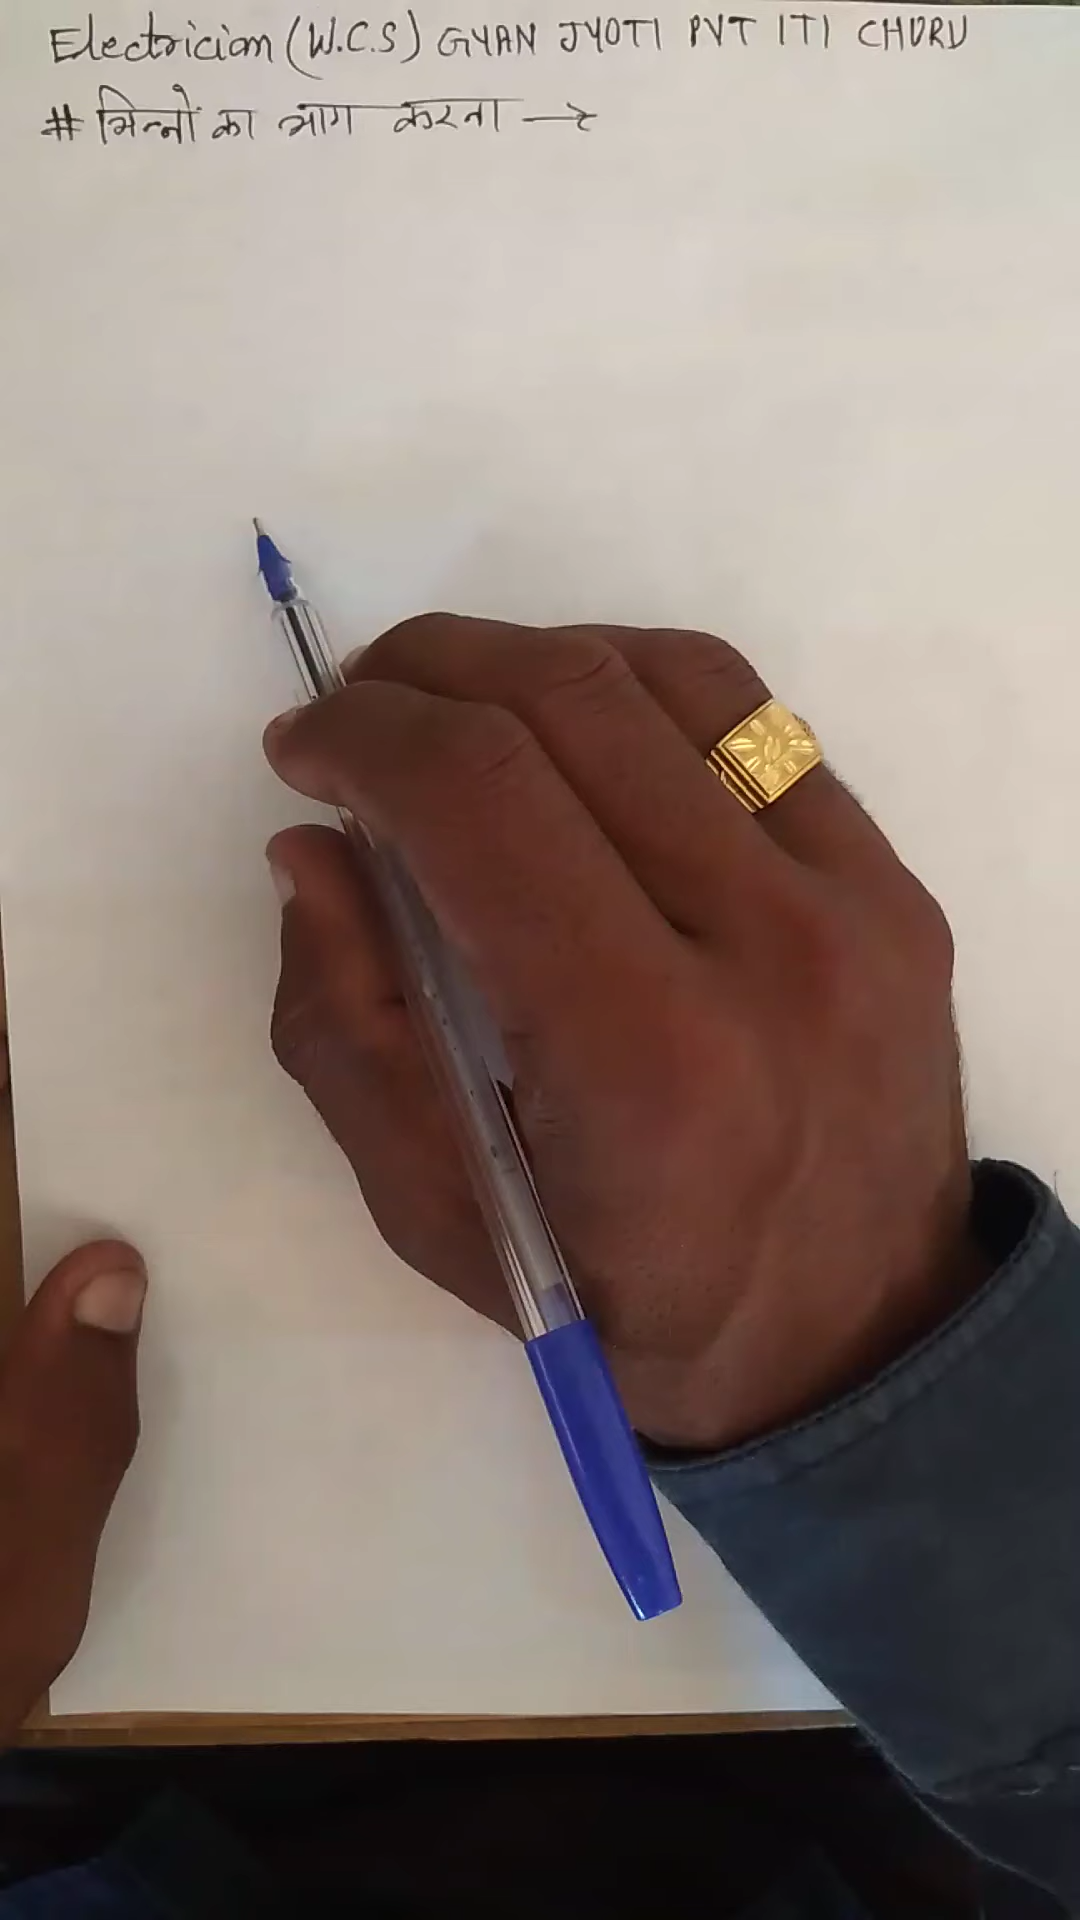 Electrician (W.C.S) GYAN JYOTI PVT ITI CHURU
# भिन्नों का भाग करना →